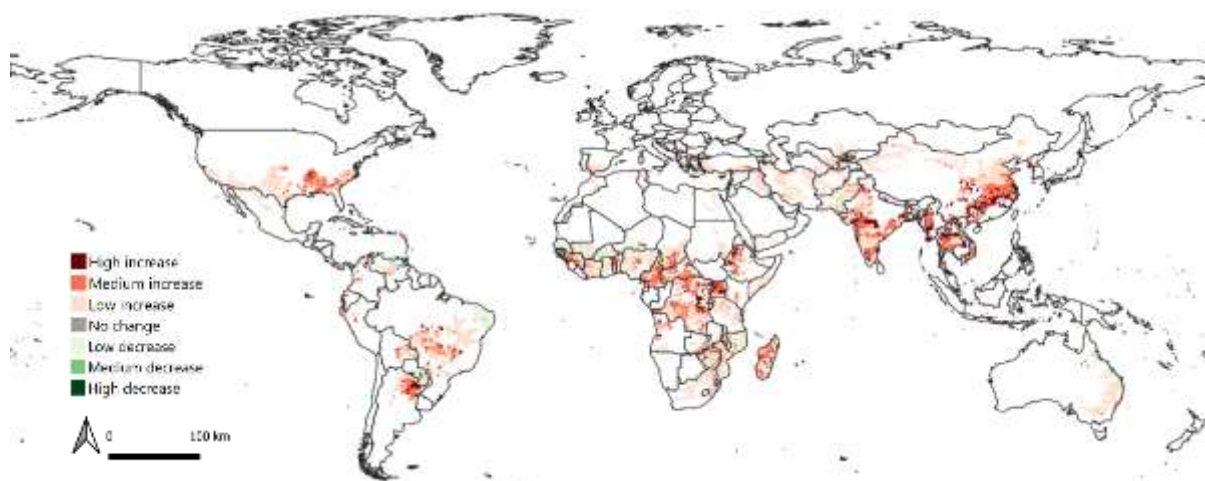 High increase
Medium increase
Low increase
No change
Low decrease
Medium decrease
High decrease
0 100 km